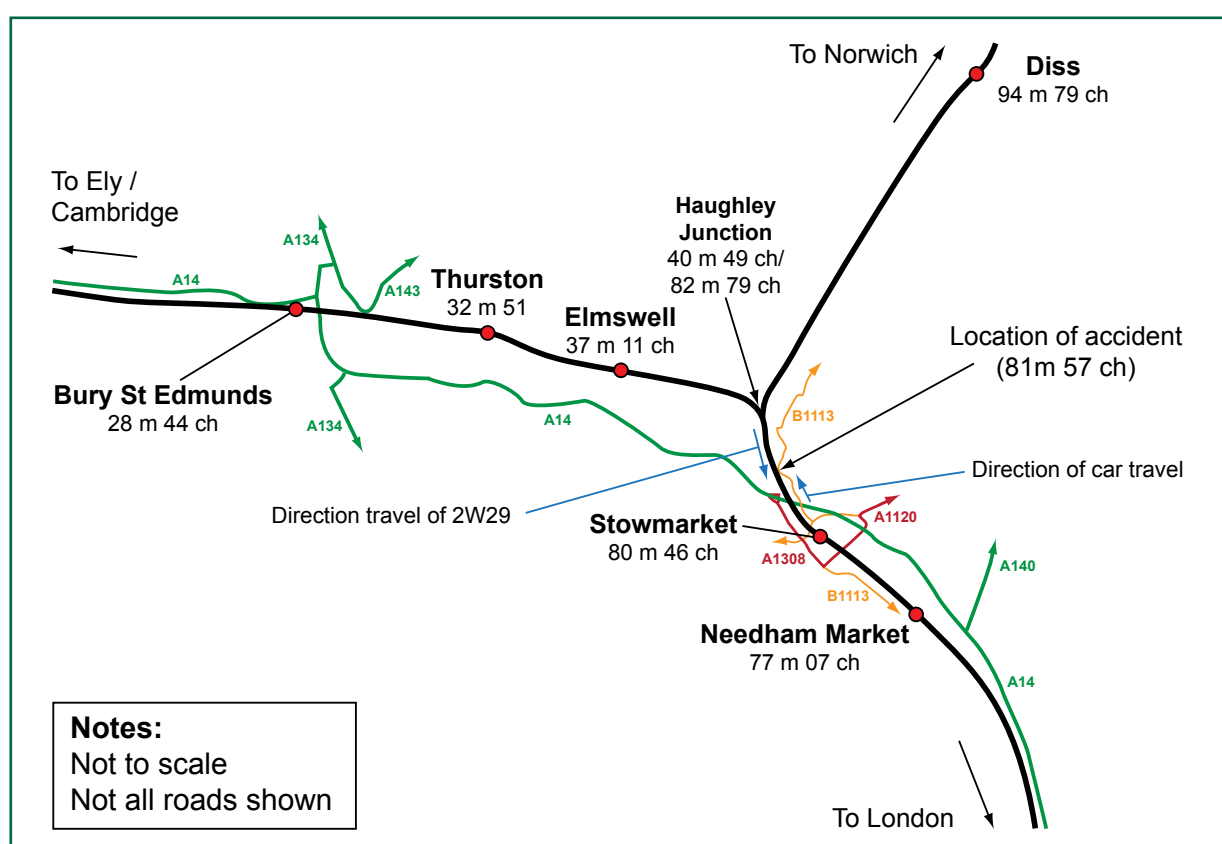 To Norwich
Diss
94 m 79 ch
To Ely /
Cambridge
Haughley
Junction
40 m 49 ch/
82 m 79 ch
A134
A14
A143
Thurston
32 m 51
Elmswell
37 m 11 ch
Location of accident
(81m 57 ch)
Bury St Edmunds
28 m 44 ch
A134
A14
B1113
Direction of car travel
Direction travel of 2W29
Stowmarket
80 m 46 ch
A1120
A1308
B1113
A140
Needham Market
77 m 07 ch
A14
Notes:
Not to scale
Not all roads shown
To London